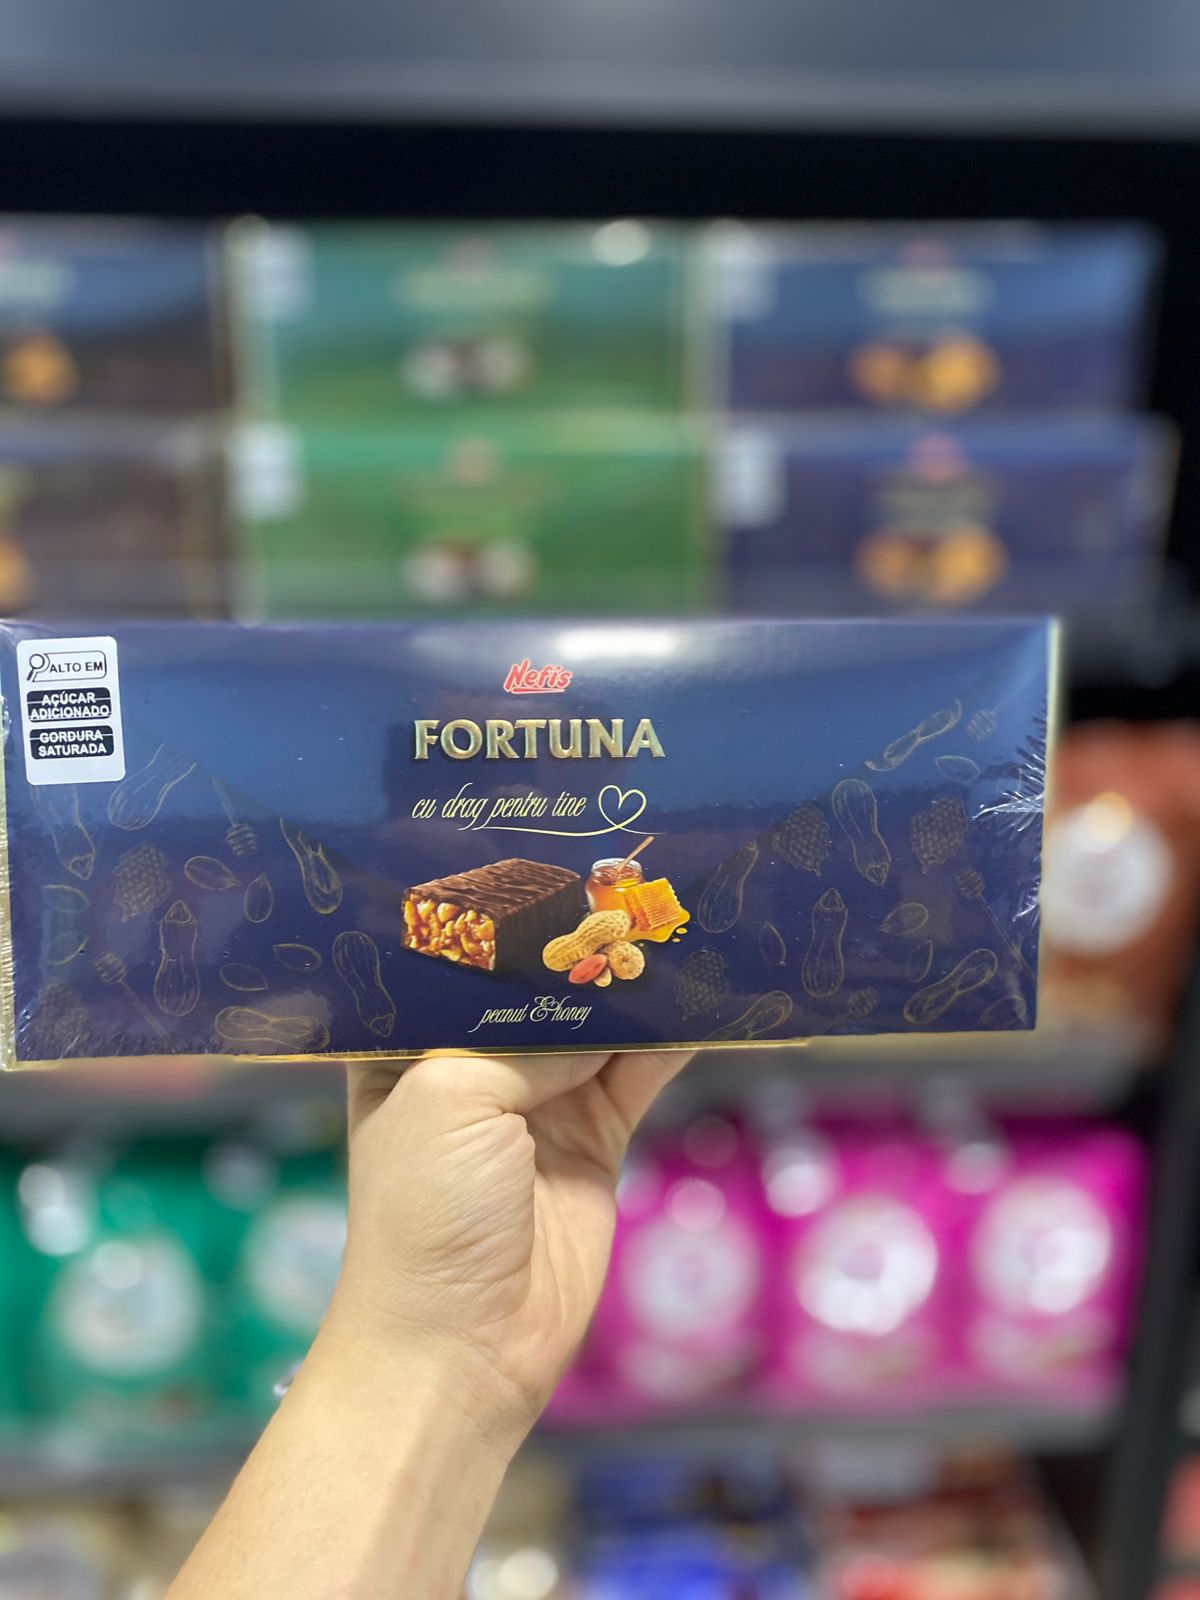 ALTO EM
AÇÚCAR
ADICIONADO
GORDURA
SATURADA
Nefis
FORTUNA
cu drag pentru tine
peanut & honey